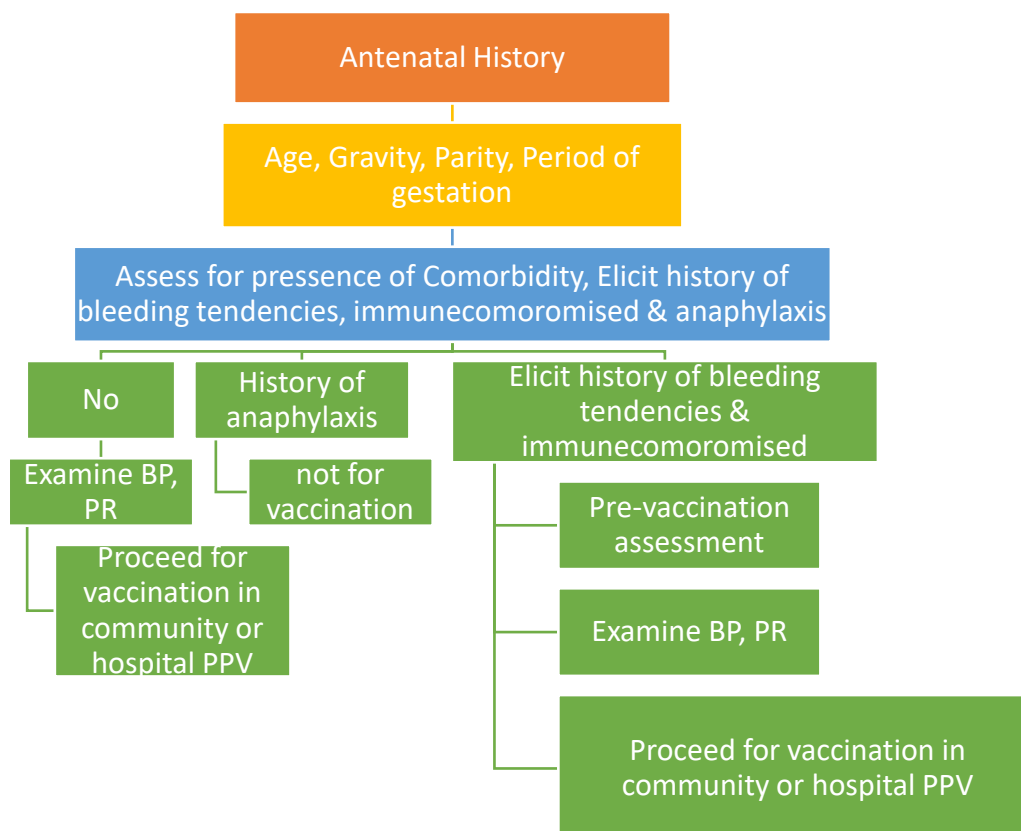 Antenatal History
Age, Gravity, Parity, Period of
gestation
Assess for pressence of Comorbidity, Elicit history of
bleeding tendencies, immunecomoromised & anaphylaxis
No
Examine BP,
PR
Proceed for
vaccination in
community or
hospital PPV
History of
anaphylaxis
not for
vaccination
Elicit history of bleeding
tendencies &
immunecomoromised
Pre-vaccination
assessment
Examine BP, PR
Proceed for vaccination in
community or hospital PPV